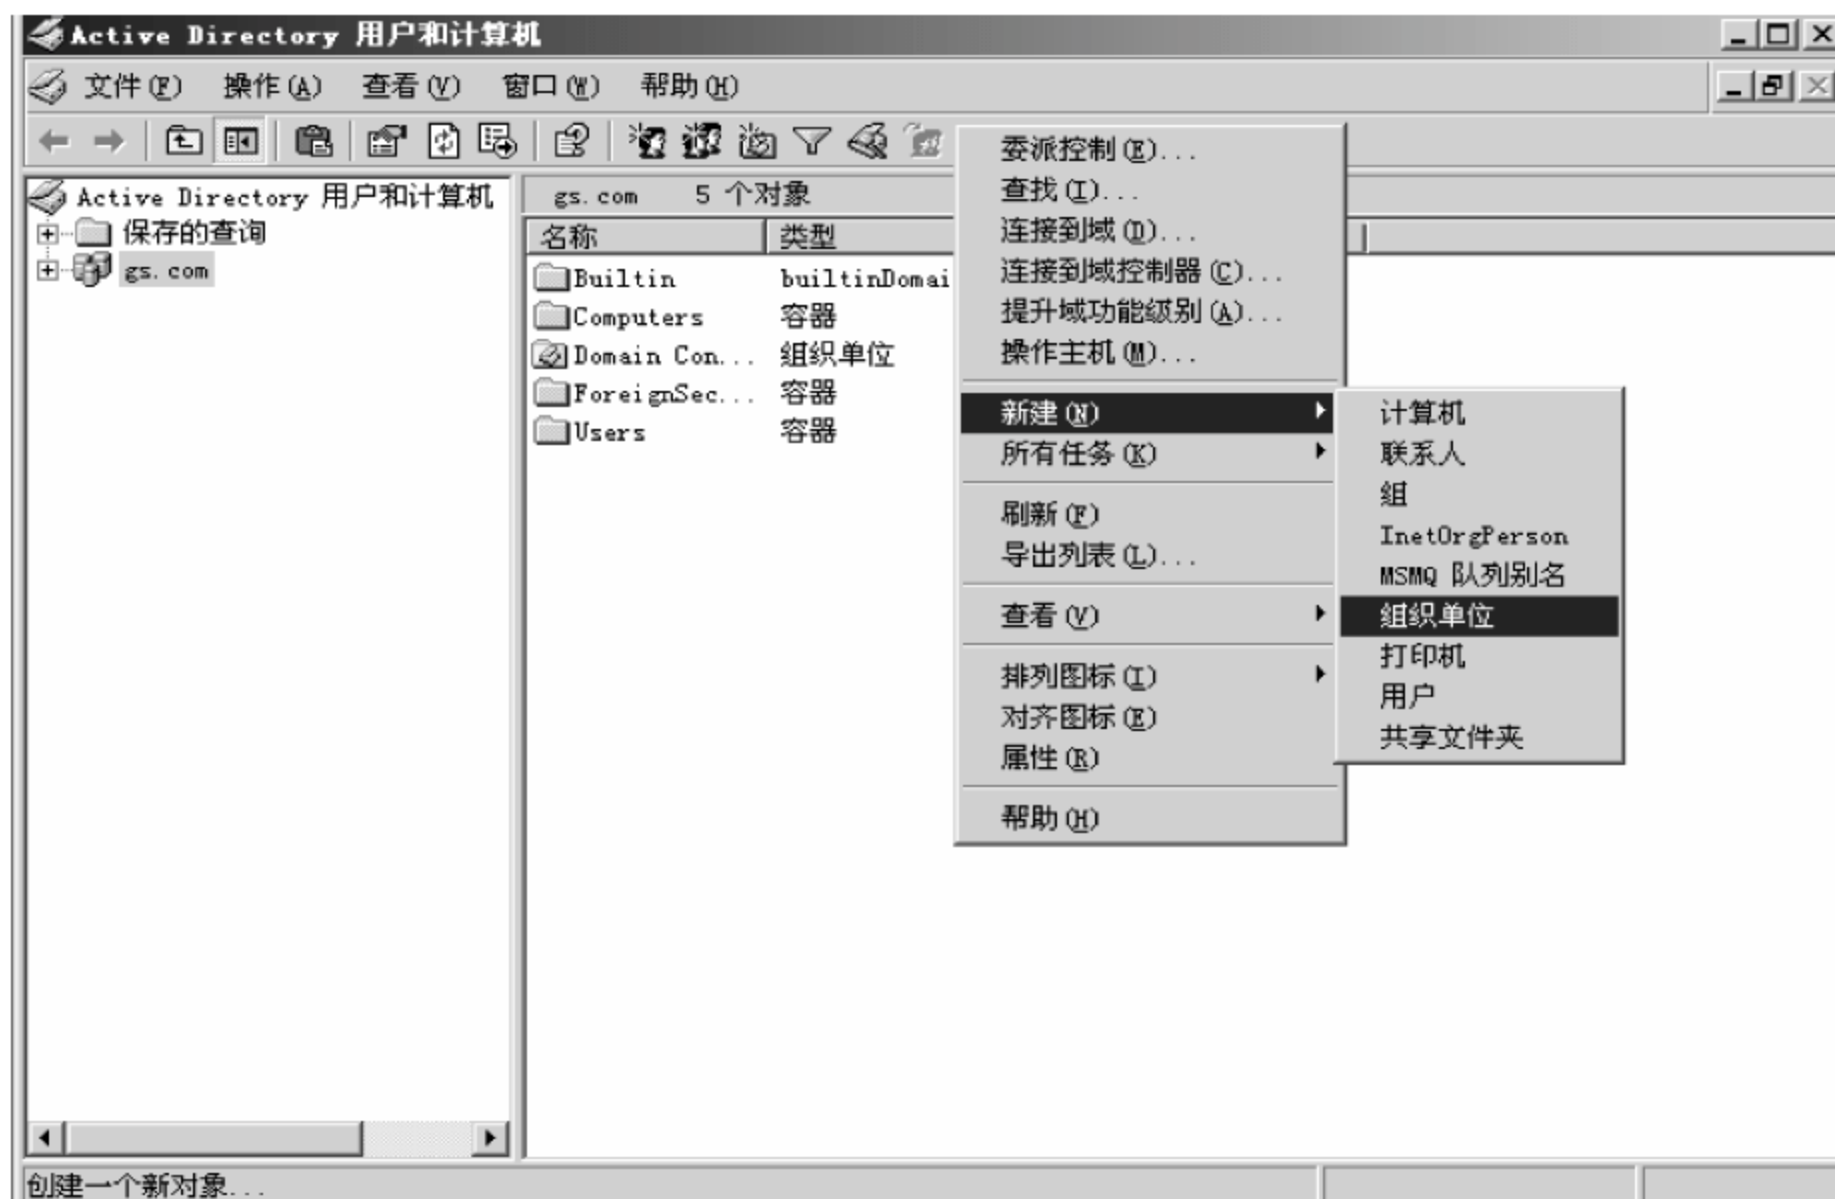 Active Directory 用户和计算机
文件(F) 操作(A) 查看(V) 窗口(W) 帮助(H)
Active Directory 用户和计算机
保存的查询
gs.com
gs.com 5 个对象
名称 类型
Builtin builtinDomai
Computers 容器
Domain Con... 组织单位
ForeignSec... 容器
Users 容器
委派控制(E)...
查找(I)...
连接到域(D)...
连接到域控制器(C)...
提升域功能级别(A)...
操作主机(M)...
新建(N)
所有任务(K)
刷新(F)
导出列表(L)...
查看(V)
排列图标(I)
对齐图标(E)
属性(R)
帮助(H)
计算机
联系人
组
InetOrgPerson
MSMQ 队列别名
组织单位
打印机
用户
共享文件夹
创建一个新对象...